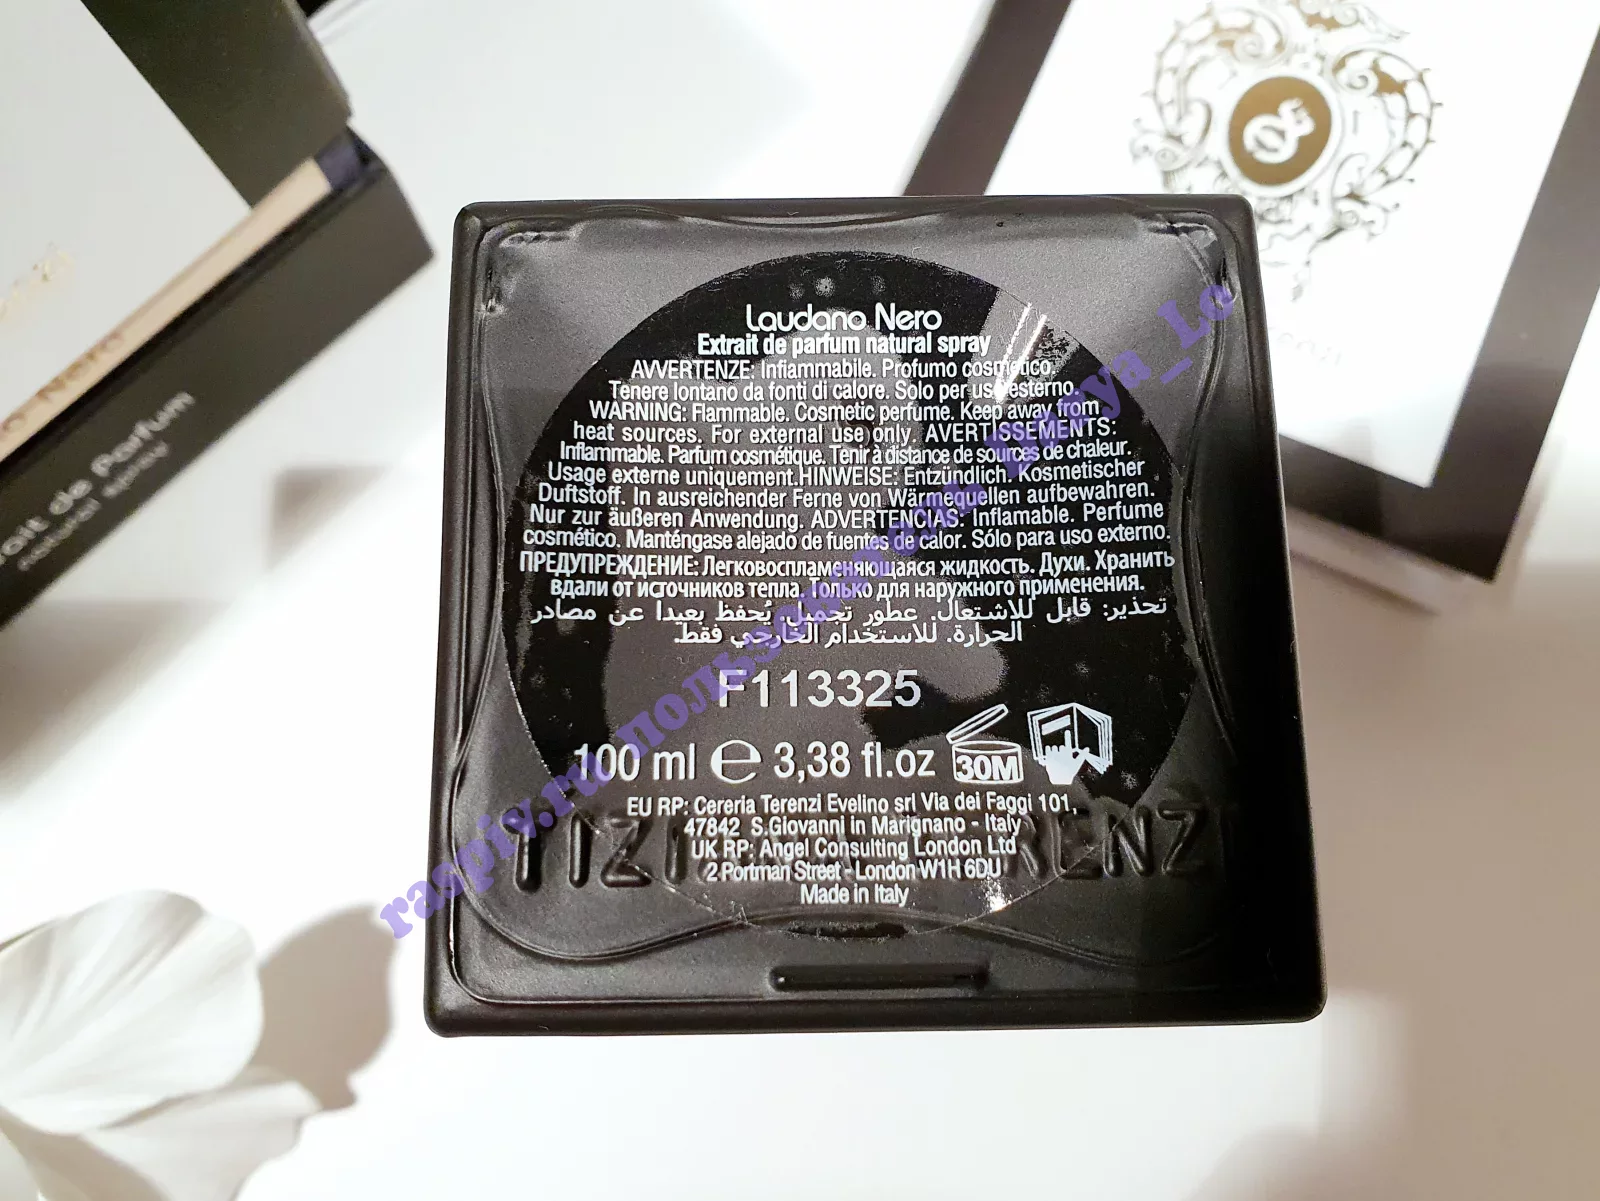 Laudano Nero
Extrait de parfum natural spray
AVVERTENZE: Infiammabile. Profumo cosmetico.
Tenere lontano da fonti di calore. Solo per uso esterno.
WARNING: Flammable. Cosmetic perfume. Keep away from
heat sources. For external use only. AVERTISSEMENTS:
Inflammable. Parfum cosmétique. Tenir à distance de sources de chaleur.
Usage externe uniquement.HINWEISE: Entzündlich. Kosmetischer
Duftstoff. In ausreichender Ferne von Wärmequellen aufbewahren.
Nur zur äußeren Anwendung. ADVERTENCIAS: Inflamable. Perfume
cosmético. Manténgase alejado de fuentes de calor. Sólo para uso externo.
ПРЕДУПРЕЖДЕНИЕ: Легковоспламеняющаяся жидкость. Духи. Хранить
вдали от источников тепла. Только для наружного применения.
تحذير: قابل للاشتعال. عطور تجميل. يُحفظ بعيدا عن مصادر
الحرارة. للاستخدام الخارجي فقط.
F113325
100 ml e 3,38 fl.oz 30M
EU RP: Cereria Terenzi Evelino srl Via dei Faggi 101,
47842 S.Giovanni in Marignano - Italy
UK RP: Angel Consulting London Ltd
2 Portman Street - London W1H 6DU
Made in Italy
TIZIANA TERENZI
raspiv.ru пользователь
Nero
Parfum
natural spray